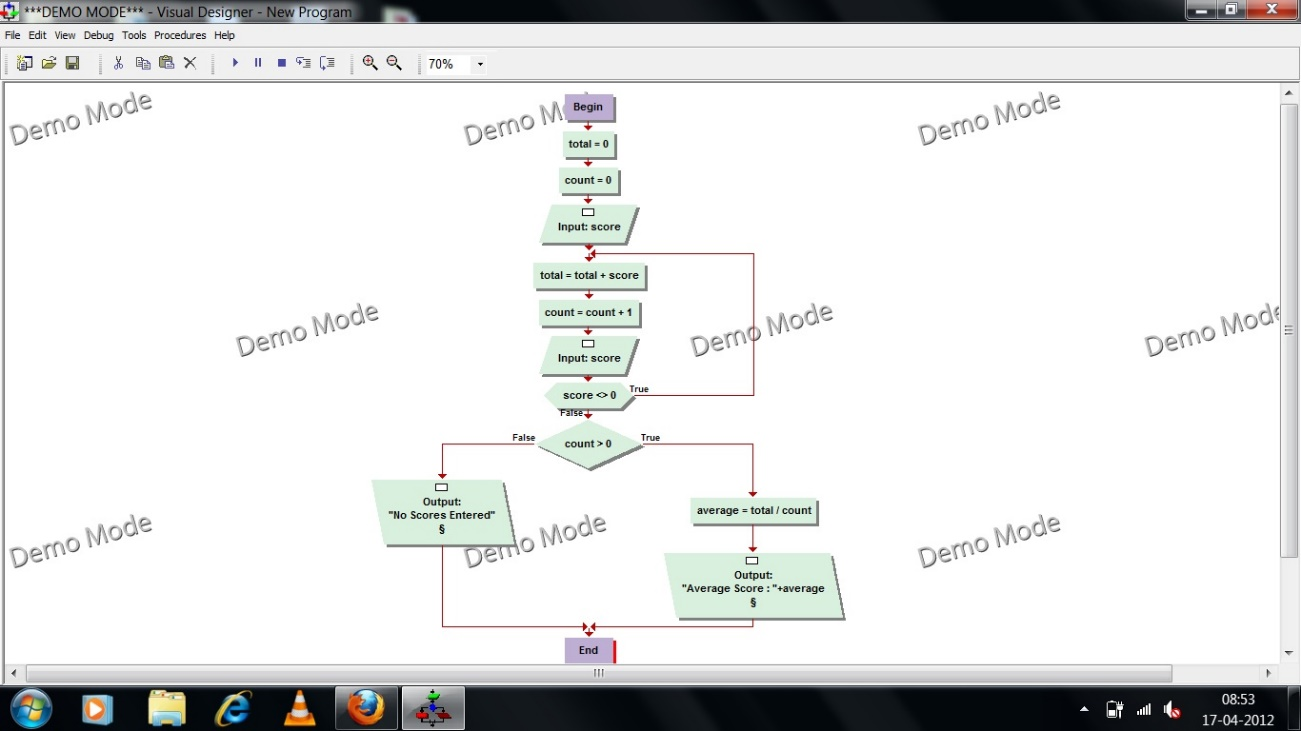 ***DEMO MODE*** - Visual Designer - New Program
File Edit View Debug Tools Procedures Help
70%
Demo Mode
Demo Mode
Demo Mode
Begin
total = 0
count = 0
Input: score
total = total + score
count = count + 1
Demo Mode
Demo Mode
Demo Mode
Input: score
score <> 0
True
False
count > 0
False
True
Output:
"No Scores Entered"
§
average = total / count
Demo Mode
Demo Mode
Demo Mode
Output:
"Average Score : "+average
§
End
08:53
17-04-2012